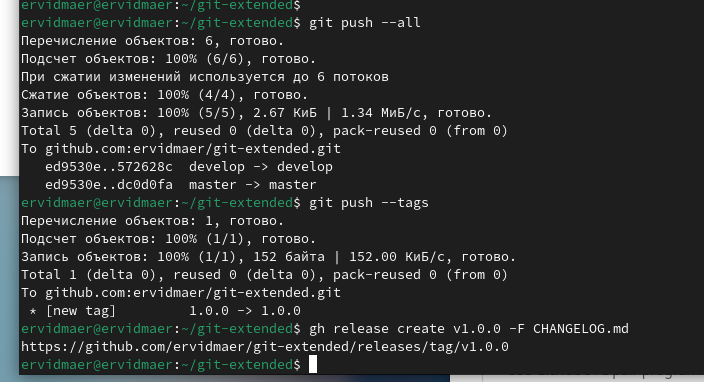 ervidmaer@ervidmaer:~/git-extended$
ervidmaer@ervidmaer:~/git-extended$ git push --all
Перечисление объектов: 6, готово.
Подсчет объектов: 100% (6/6), готово.
При сжатии изменений используется до 6 потоков
Сжатие объектов: 100% (4/4), готово.
Запись объектов: 100% (5/5), 2.67 КиБ | 1.34 МиБ/с, готово.
Total 5 (delta 0), reused 0 (delta 0), pack-reused 0 (from 0)
To github.com:ervidmaer/git-extended.git
   ed9530e..572628c  develop -> develop
   ed9530e..dc0d0fa  master -> master
ervidmaer@ervidmaer:~/git-extended$ git push --tags
Перечисление объектов: 1, готово.
Подсчет объектов: 100% (1/1), готово.
Запись объектов: 100% (1/1), 152 байта | 152.00 КиБ/с, готово.
Total 1 (delta 0), reused 0 (delta 0), pack-reused 0 (from 0)
To github.com:ervidmaer/git-extended.git
 * [new tag]         1.0.0 -> 1.0.0
ervidmaer@ervidmaer:~/git-extended$ gh release create v1.0.0 -F CHANGELOG.md
https://github.com/ervidmaer/git-extended/releases/tag/v1.0.0
ervidmaer@ervidmaer:~/git-extended$